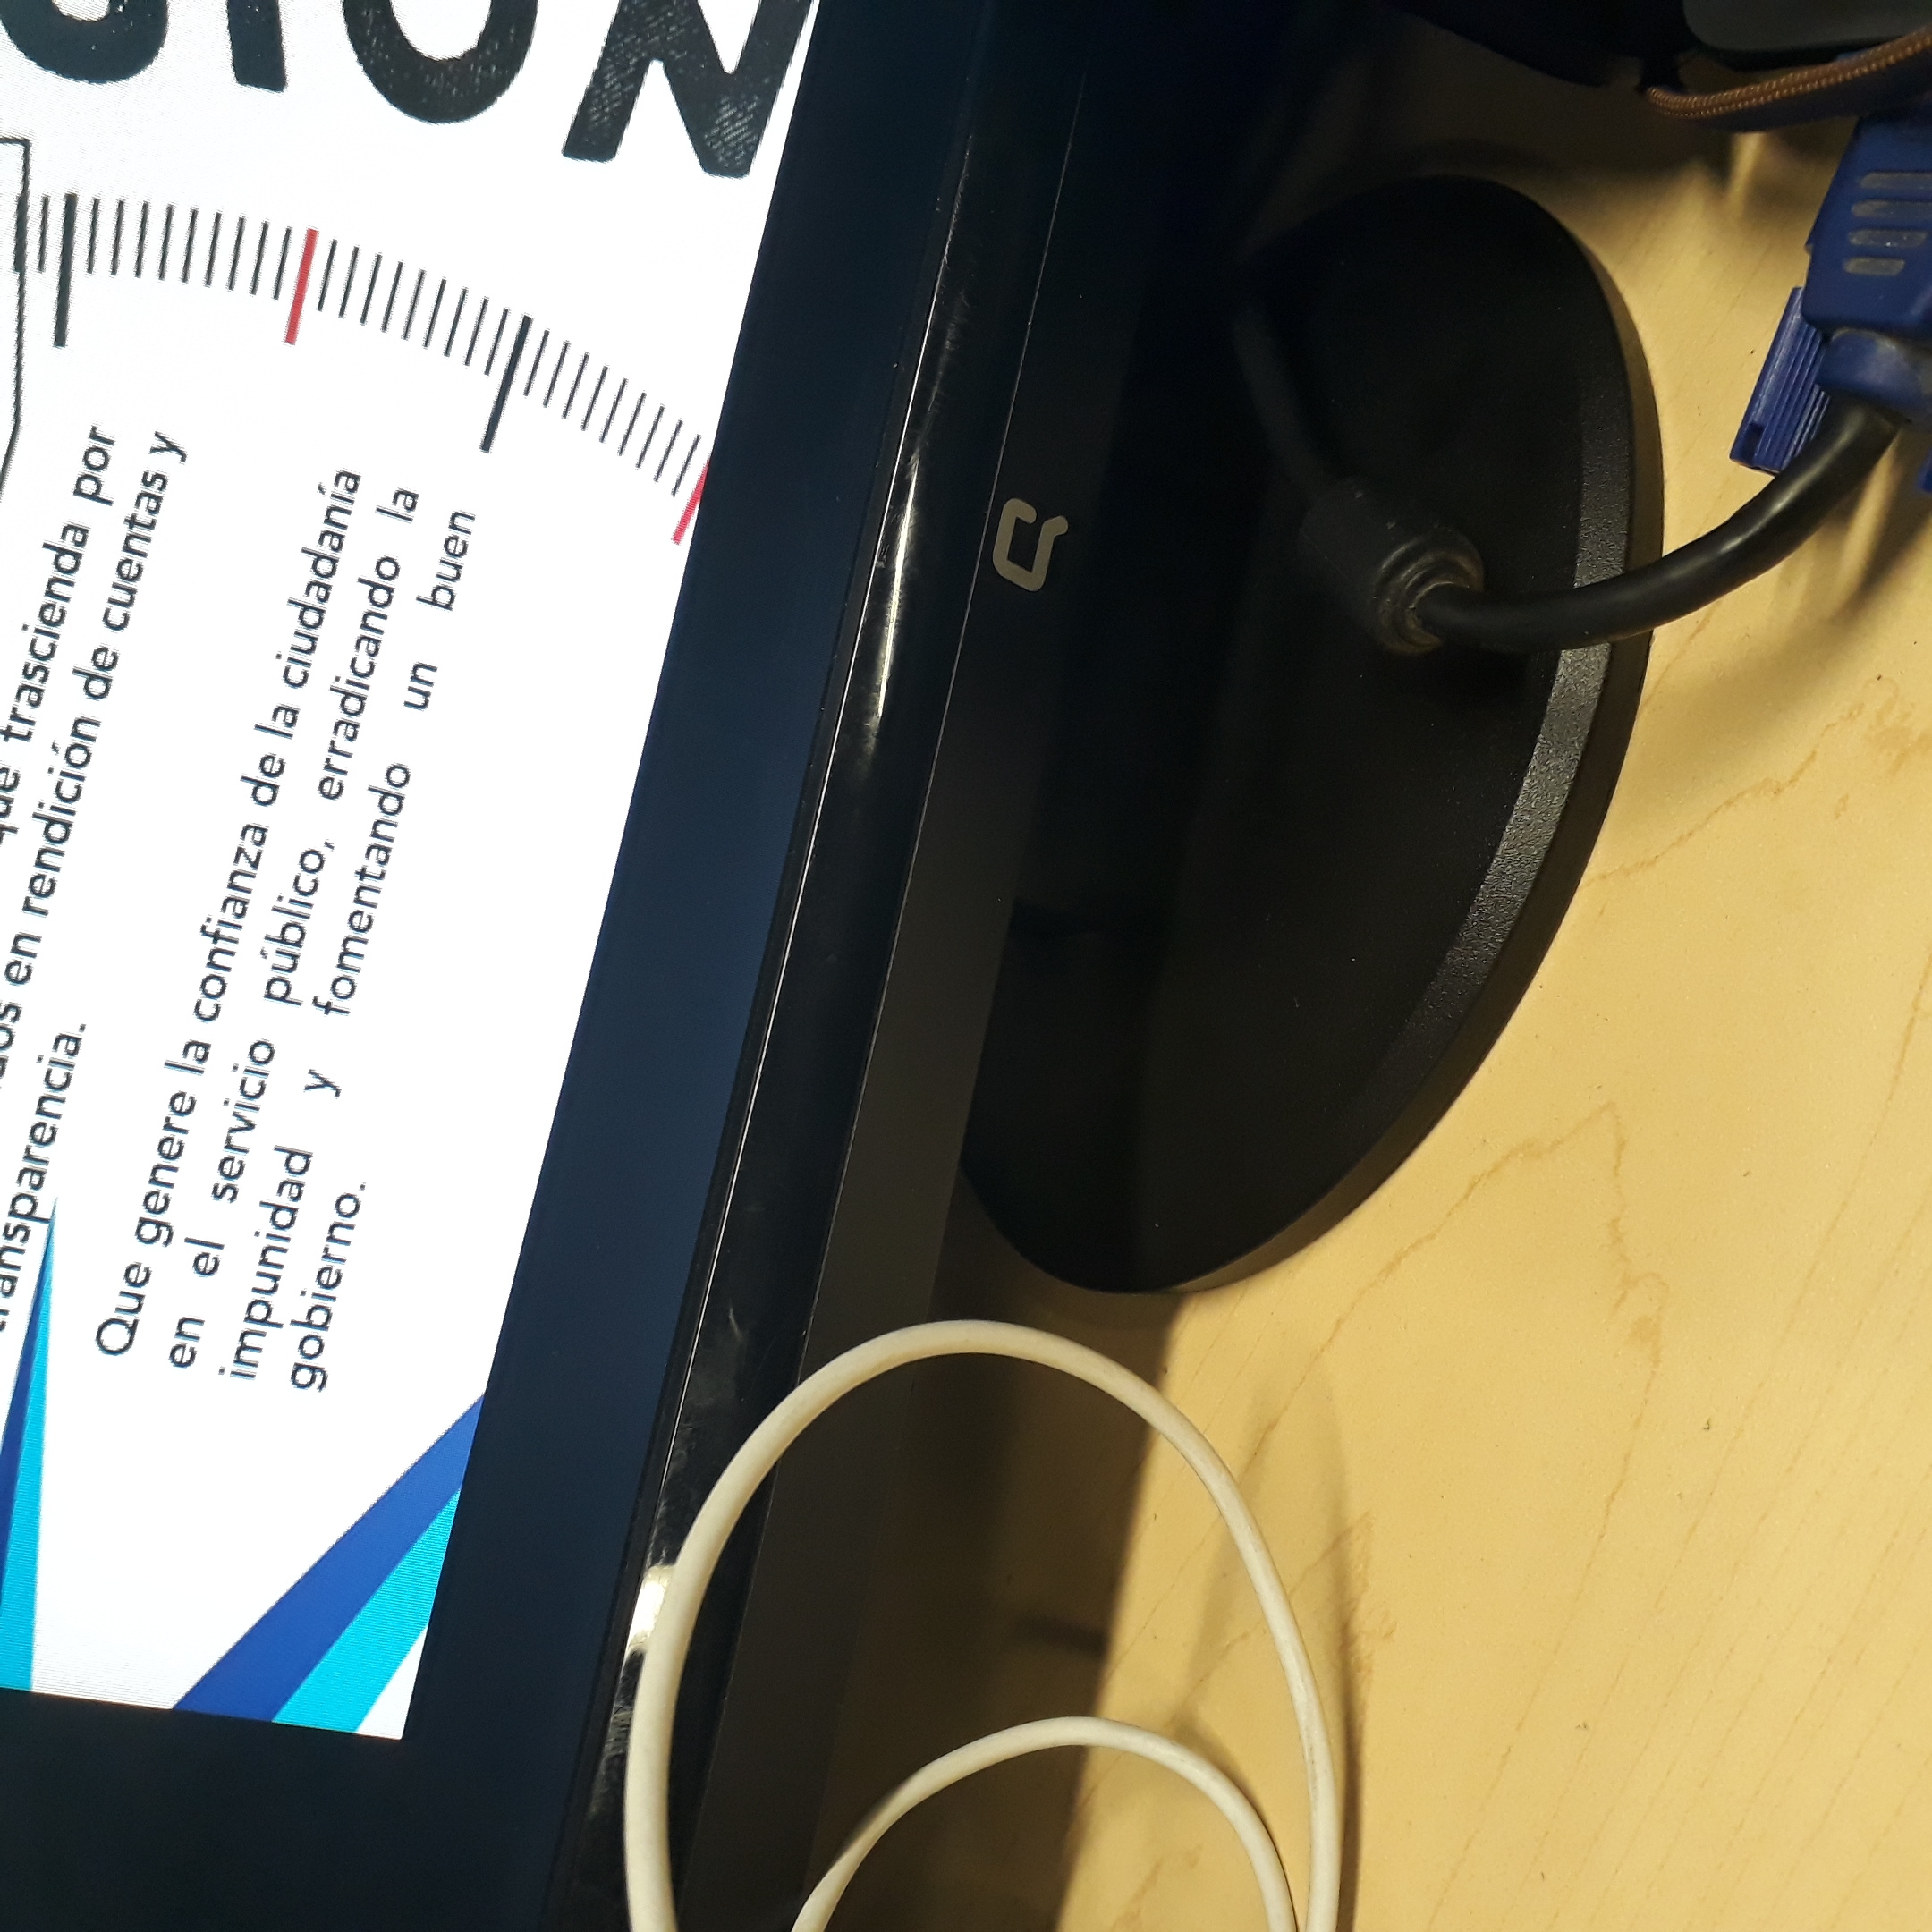 SIÓN
que trascienda por
en rendición de cuentas y
transparencia.
Que genere la confianza de la ciudadanía
en el servicio público, erradicando la
impunidad y fomentando un buen
gobierno.